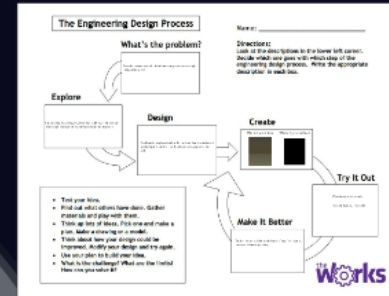 The Engineering Design Process
Name:
What's the problem?
Directions:
Look at the descriptions in the lower left corner.
Decide which one goes with which step of the
engineering design process. Write the appropriate
description in each box.
Explore
Design
Create
Try It Out
Make It Better
• Test your idea.
• Find out what others have done. Gather
materials and play with them.
• Think up lots of ideas. Pick one and make a
plan. Make a drawing or a model.
• Think about how your design could be
improved. Modify your design and try again.
• Use your plan to build your idea.
• What is the challenge? What are the limits?
How can you solve it?
The Works